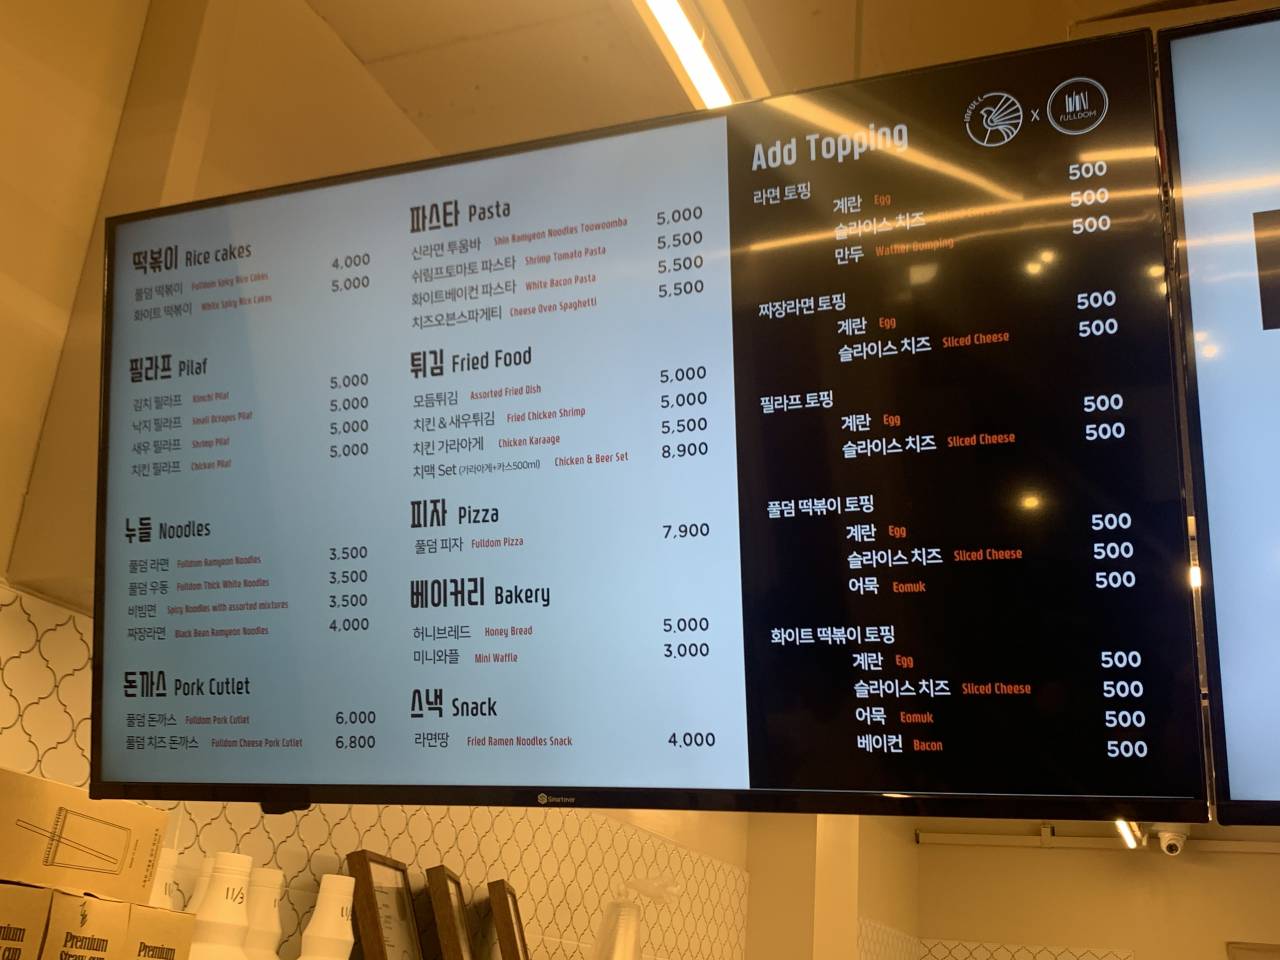 떡볶이 Rice cakes
풀덤 떡볶이 Fulldom Spicy Rice Cakes 4,000
화이트 떡볶이 White Spicy Rice Cakes 5,000
필라프 Pilaf
김치 필라프 Kimchi Pilaf 5,000
낙지 필라프 Small Octopus Pilaf 5,000
새우 필라프 Shrimp Pilaf 5,000
치킨 필라프 Chicken Pilaf 5,000
누들 Noodles
풀덤 라면 Fulldom Ramyeon Noodles 3,500
풀덤 우동 Fulldom Thick White Noodles 3,500
비빔면 Spicy Noodles with assorted mixtures 3,500
짜장라면 Black Bean Ramyeon Noodles 4,000
돈까스 Pork Cutlet
풀덤 돈까스 Fulldom Pork Cutlet 6,000
풀덤 치즈 돈까스 Fulldom Cheese Pork Cutlet 6,800
파스타 Pasta
신라면 투움바 Shin Ramyeon Noodles Toowoomba 5,000
쉬림프토마토 파스타 Shrimp Tomato Pasta 5,500
화이트베이컨 파스타 White Bacon Pasta 5,500
치즈오븐스파게티 Cheese Oven Spaghetti 5,500
튀김 Fried Food
모듬튀김 Assorted Fried Dish 5,000
치킨 & 새우튀김 Fried Chicken Shrimp 5,000
치킨 가라아게 Chicken Karaage 5,500
치맥 Set (가라아게+카스500ml) Chicken & Beer Set 8,900
피자 Pizza
풀덤 피자 Fulldom Pizza 7,900
베이커리 Bakery
허니브레드 Honey Bread 5,000
미니와플 Mini Waffle 3,000
스낵 Snack
라면땅 Fried Ramen Noodles Snack 4,000
INFULL X FULLDOM
Add Topping
라면 토핑
계란 Egg 500
슬라이스 치즈 500
만두 Wather Dumping 500
짜장라면 토핑
계란 Egg 500
슬라이스 치즈 Sliced Cheese 500
필라프 토핑
계란 Egg 500
슬라이스 치즈 Sliced Cheese 500
풀덤 떡볶이 토핑
계란 Egg 500
슬라이스 치즈 Sliced Cheese 500
어묵 Eomuk 500
화이트 떡볶이 토핑
계란 Egg 500
슬라이스 치즈 Sliced Cheese 500
어묵 Eomuk 500
베이컨 Bacon 500
Smartever
11/3
Premium
Premium